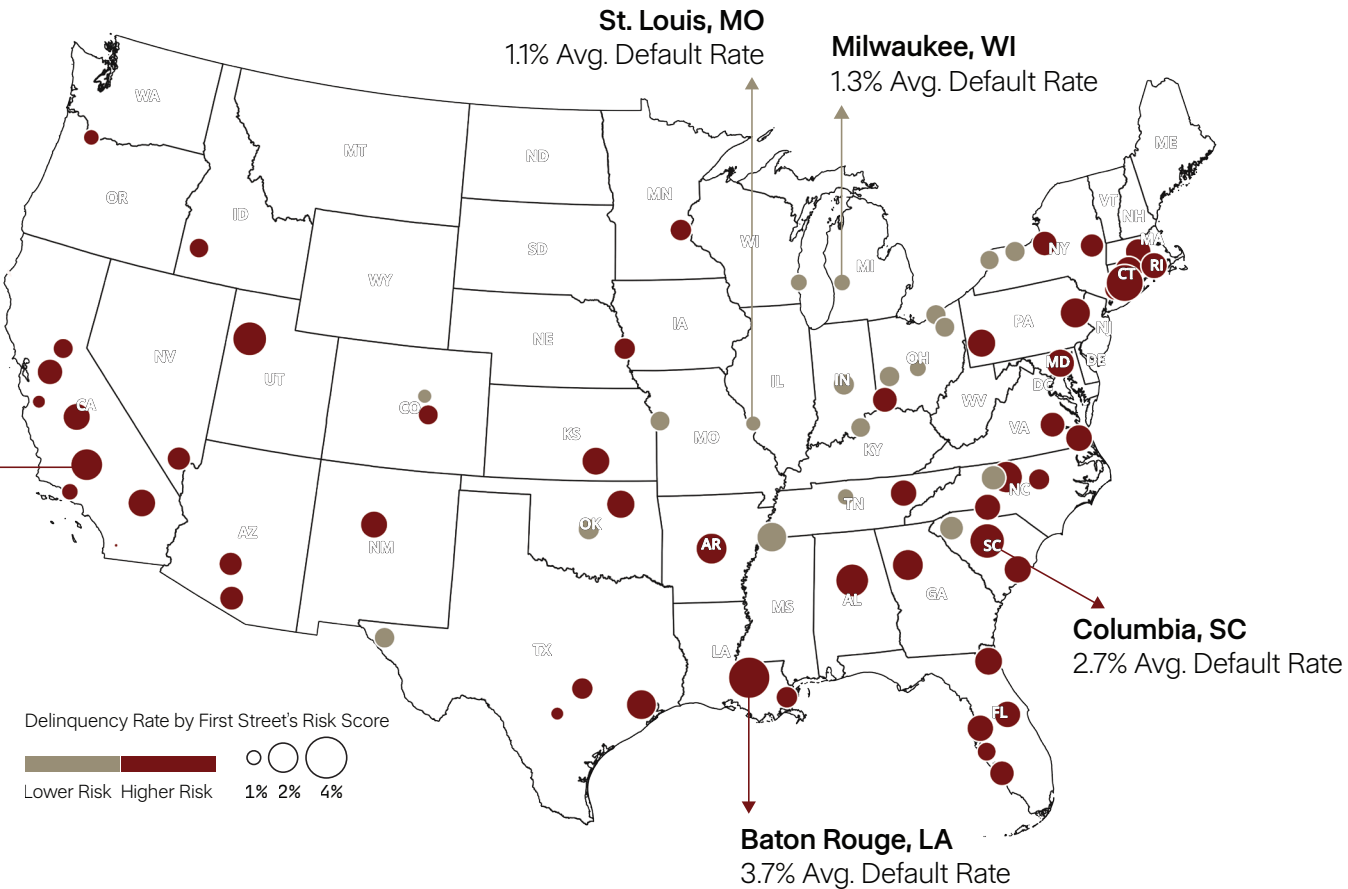 St. Louis, MO
1.1% Avg. Default Rate
Milwaukee, WI
1.3% Avg. Default Rate
WA
MT
ND
MN
ME
OR
ID
SD
WI
MI
VT
NH
NY
MA
RI
CT
WY
NE
IA
PA
NJ
NV
UT
CO
IL
IN
OH
MD
DE
DC
CA
KS
MO
KY
WV
VA
AZ
NM
OK
AR
TN
NC
SC
MS
AL
GA
TX
LA
FL
Columbia, SC
2.7% Avg. Default Rate
Delinquency Rate by First Street's Risk Score
Lower Risk Higher Risk 1% 2% 4%
Baton Rouge, LA
3.7% Avg. Default Rate